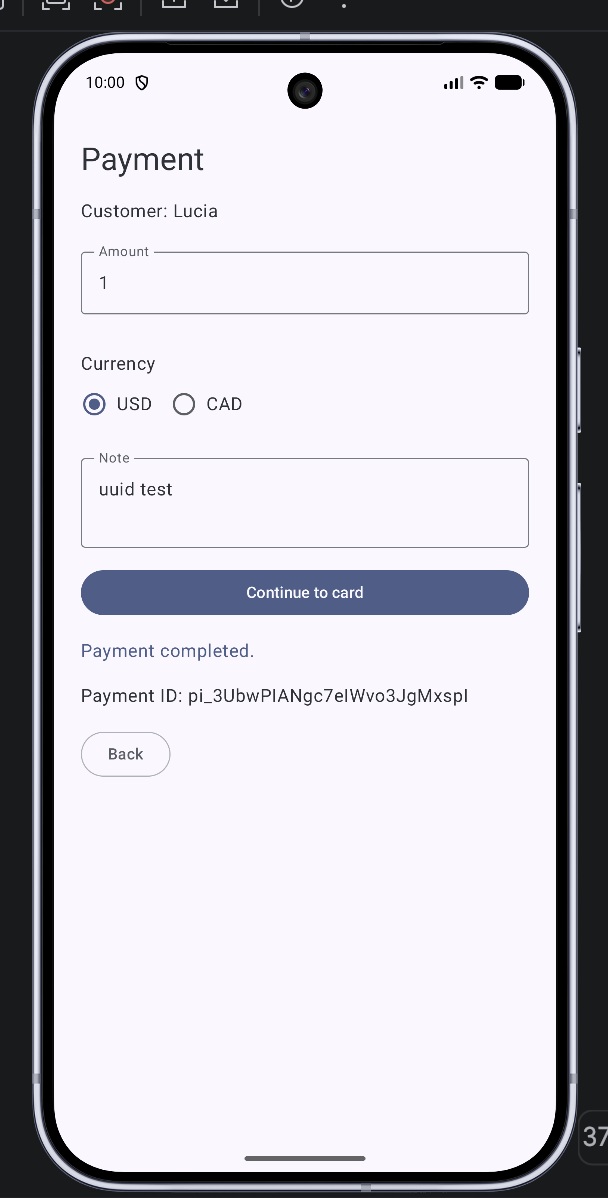 10:00
Payment
Customer: Lucia
Amount
1
Currency
USD CAD
Note
uuid test
Continue to card
Payment completed.
Payment ID: pi_3UbwPIANgc7eIWvo3JgMxspI
Back
37